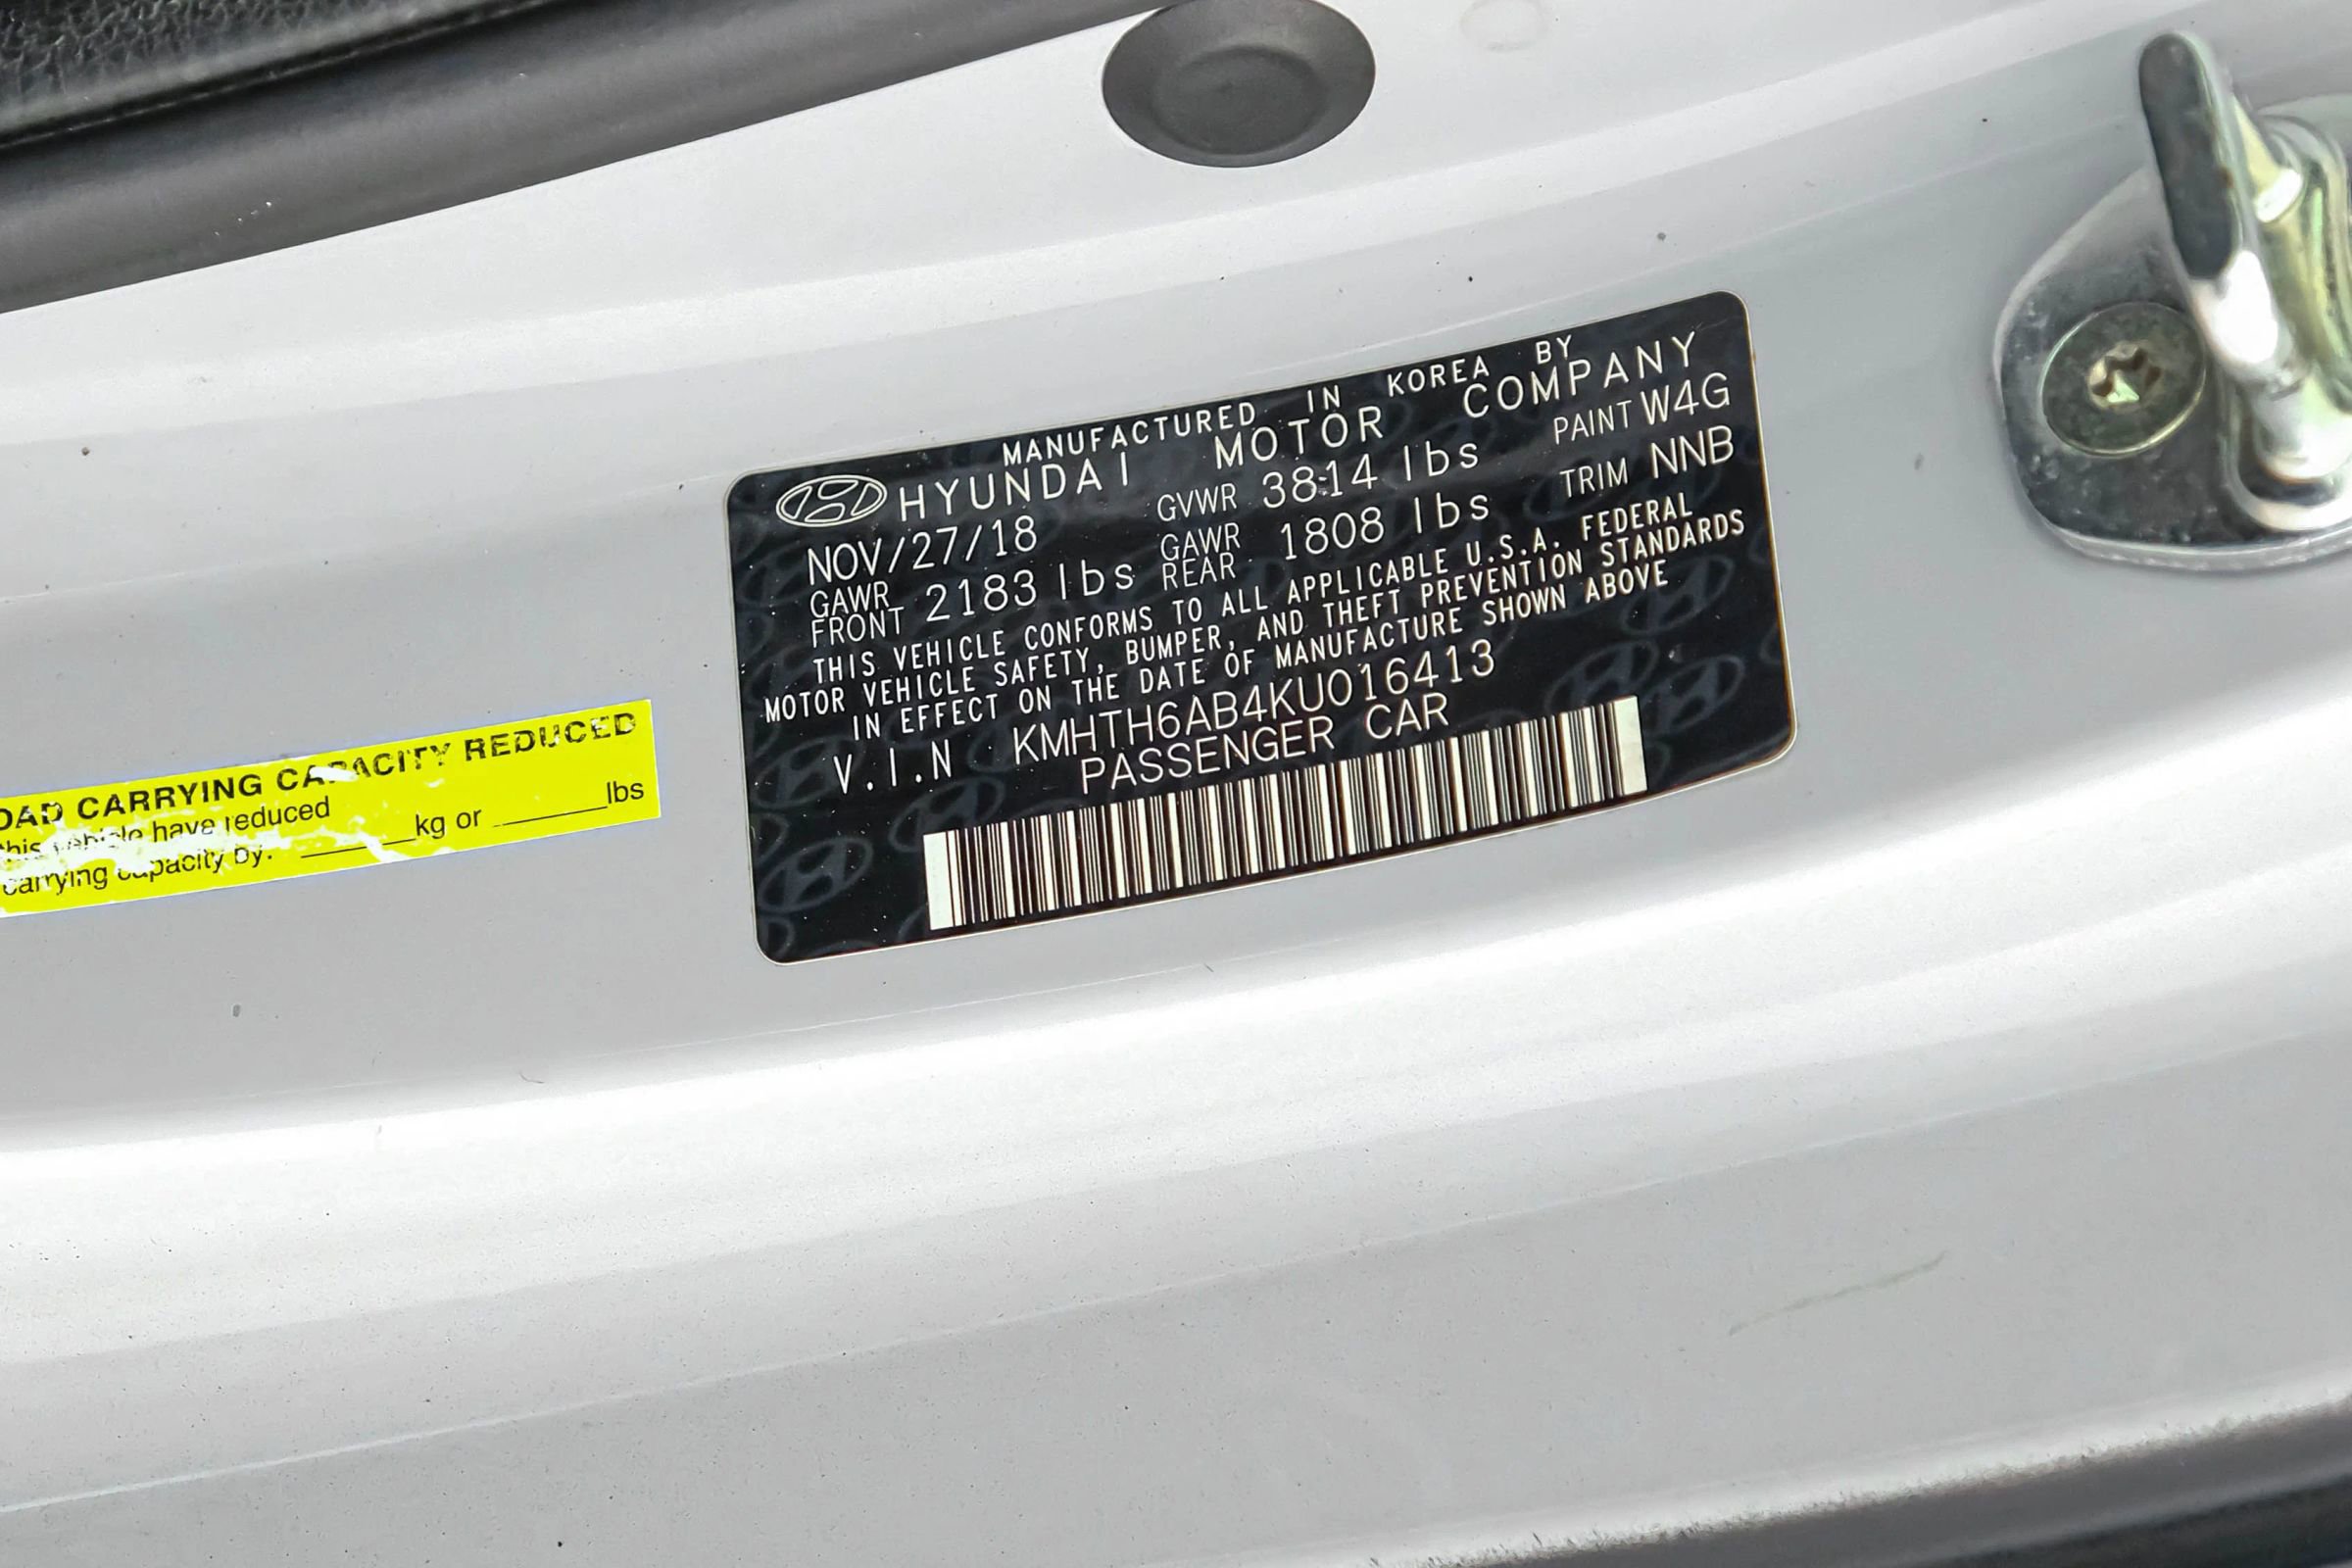 MANUFACTURED IN KOREA BY
HYUNDAI MOTOR COMPANY
NOV/27/18 GVWR 3814 lbs PAINT W4G
GAWR FRONT 2183 lbs GAWR REAR 1808 lbs TRIM NNB
THIS VEHICLE CONFORMS TO ALL APPLICABLE U.S.A. FEDERAL
MOTOR VEHICLE SAFETY, BUMPER, AND THEFT PREVENTION STANDARDS
IN EFFECT ON THE DATE OF MANUFACTURE SHOWN ABOVE
V.I.N KMHTH6AB4KU016413
PASSENGER CAR
OAD CARRYING CAPACITY REDUCED
this vehicle have reduced
carrying capacity by: ______kg or ______lbs